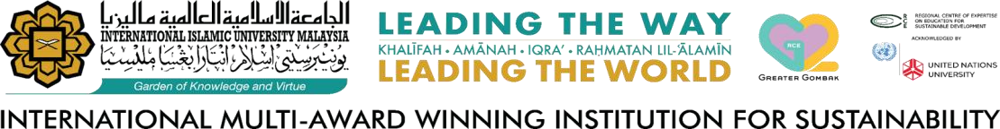 الجامعة الإسلامية العالمية ماليزيا
INTERNATIONAL ISLAMIC UNIVERSITY MALAYSIA
يونيۏرسيتي اسلام انتارابڠسا مليسيا
Garden of Knowledge and Virtue
LEADING THE WAY
KHALĪFAH • AMĀNAH • IQRA’ • RAḤMATAN LIL-‘ĀLAMĪN
LEADING THE WORLD
RCE
GREATER GOMBAK
RCE
REGIONAL CENTRE OF EXPERTISE
ON EDUCATION FOR
SUSTAINABLE DEVELOPMENT
ACKNOWLEDGED BY
UNITED NATIONS
UNIVERSITY
INTERNATIONAL MULTI-AWARD WINNING INSTITUTION FOR SUSTAINABILITY